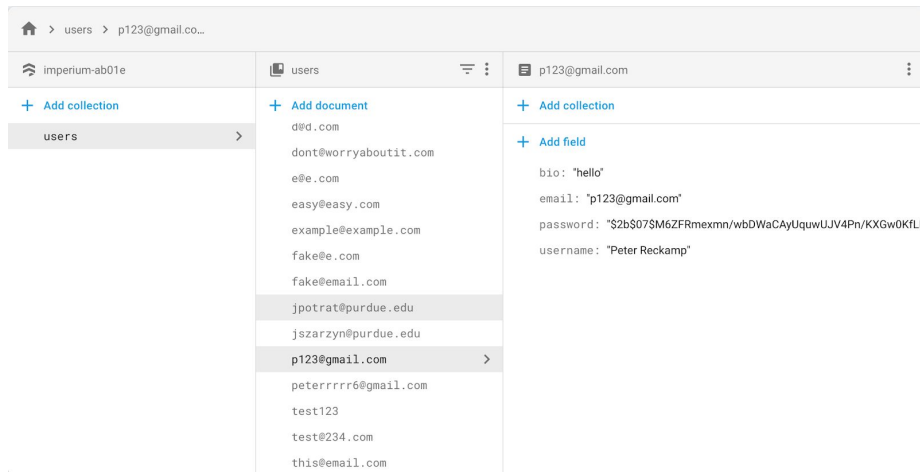 users > p123@gmail.co...
imperium-ab01e
+ Add collection
users
users
+ Add document
d@d.com
dont@worryaboutit.com
e@e.com
easy@easy.com
example@example.com
fake@e.com
fake@email.com
jpotrat@purdue.edu
jszarzyn@purdue.edu
p123@gmail.com
peterrrrr6@gmail.com
test123
test@234.com
this@email.com
p123@gmail.com
+ Add collection
+ Add field
bio: "hello"
email: "p123@gmail.com"
password: "$2b$07$M6ZFRmexmn/wbDWaCAyUquwUJV4Pn/KXGw0KfL
username: "Peter Reckamp"